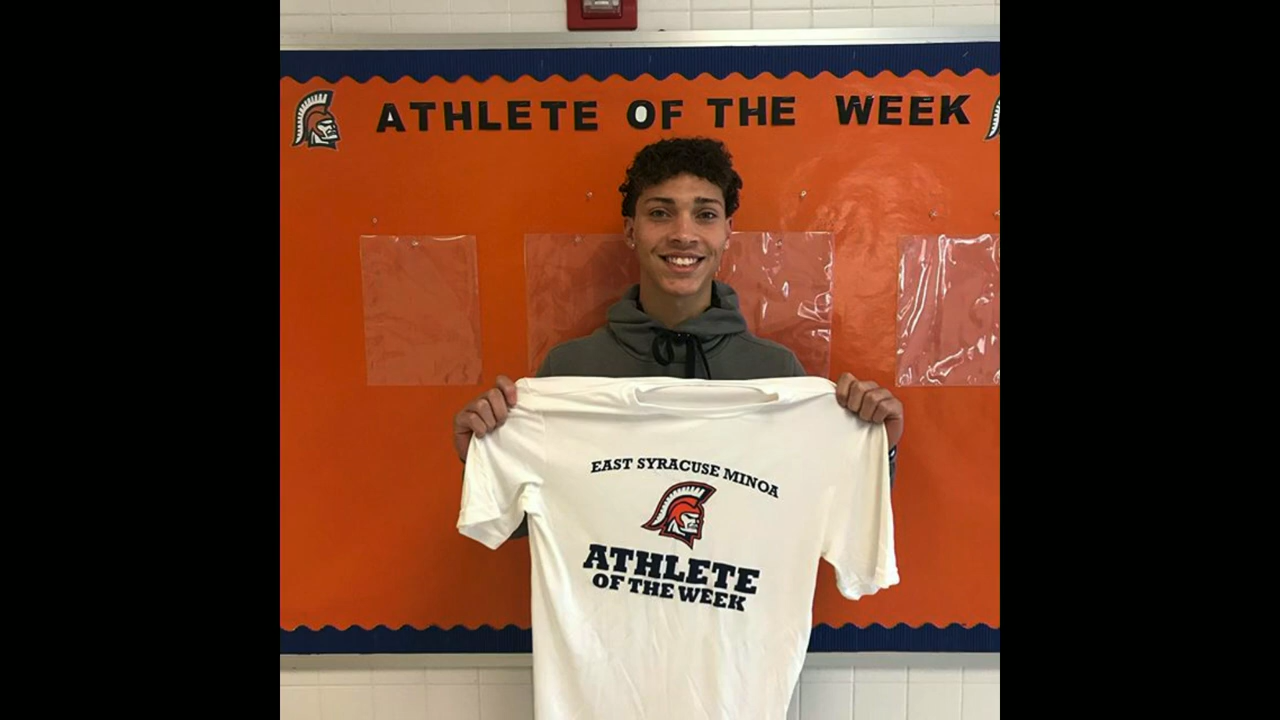 ATHLETE OF THE WEEK
EAST SYRACUSE MINOA
ATHLETE
OF THE WEEK